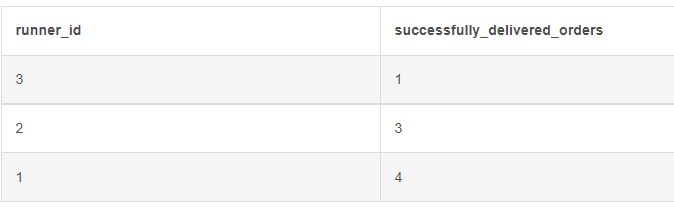 runner_id successfully_delivered_orders
3 1
2 3
1 4